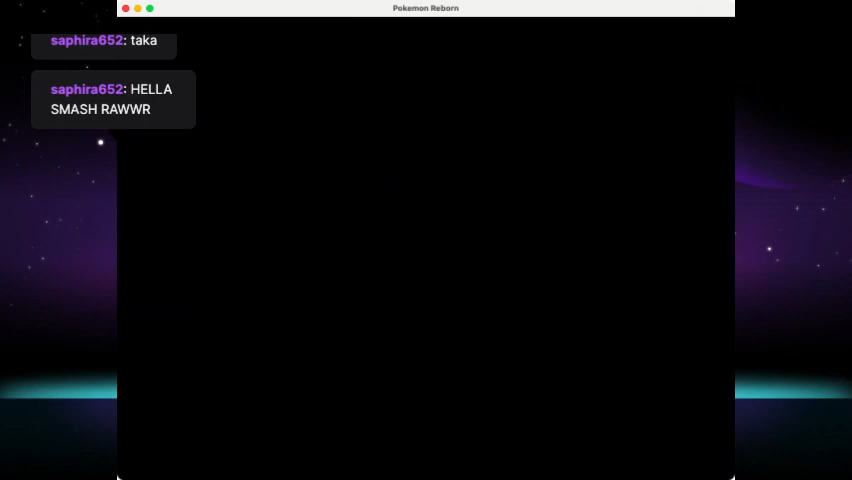 Pokemon Reborn
saphira652: taka
saphira652: HELLA
SMASH RAWWR